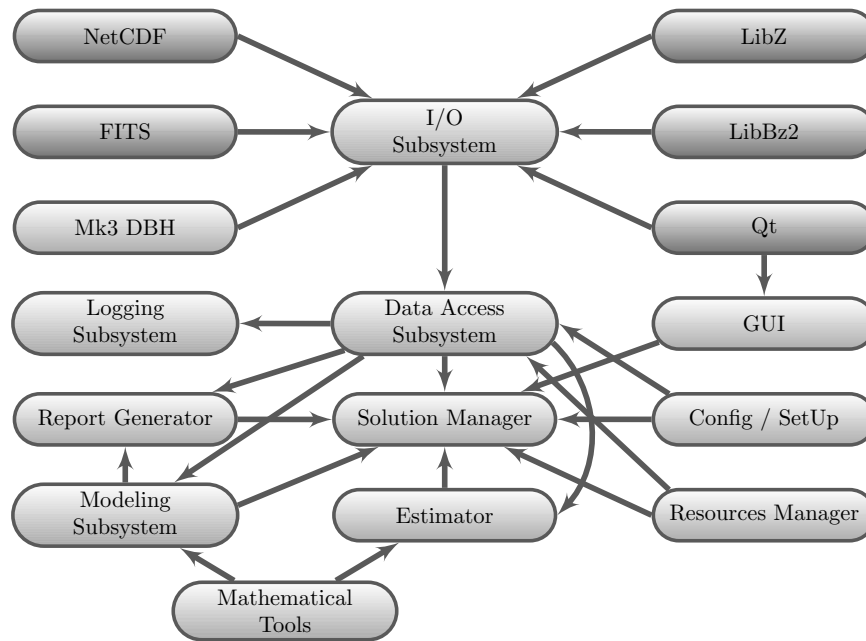 NetCDF
LibZ
I/O
Subsystem
FITS
LibBz2
Mk3 DBH
Qt
Logging
Subsystem
Data Access
Subsystem
GUI
Report Generator
Solution Manager
Config / SetUp
Modeling
Subsystem
Estimator
Resources Manager
Mathematical
Tools